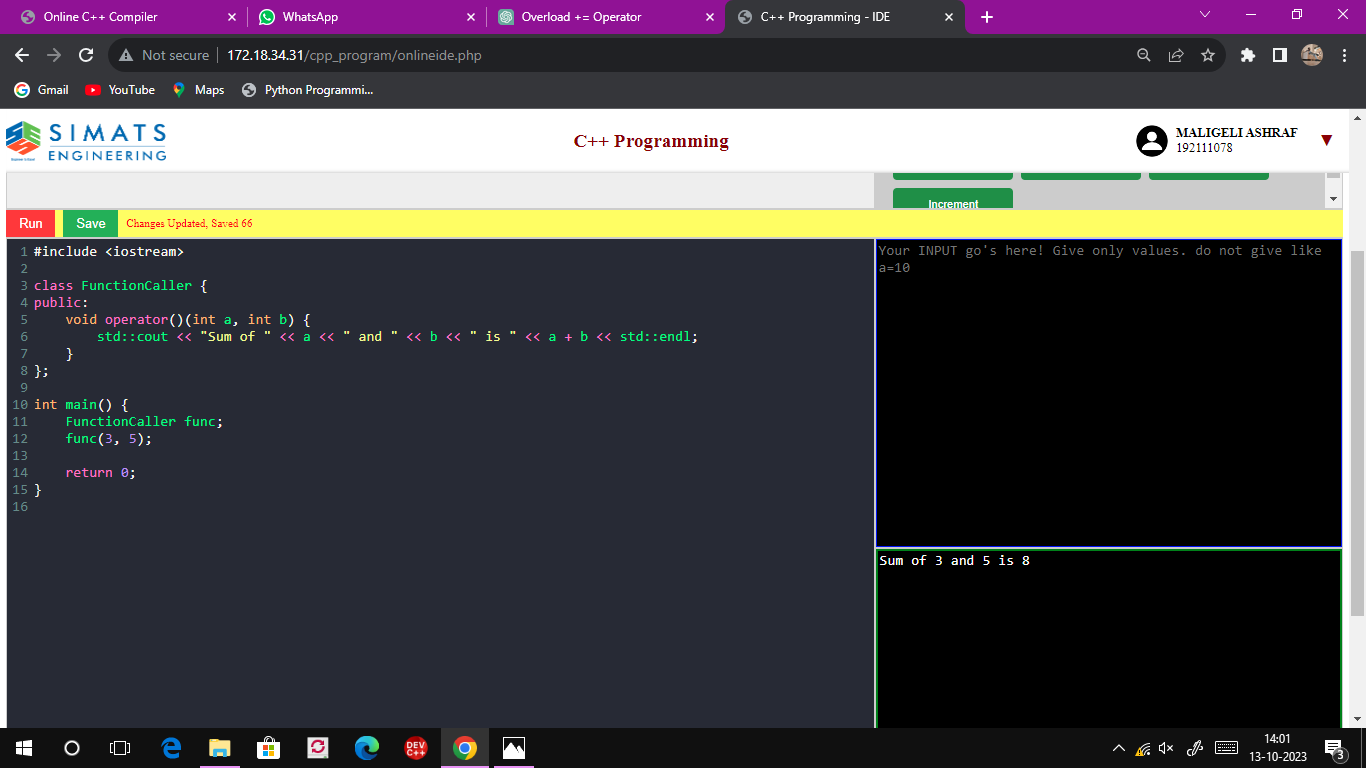 Online C++ Compiler
WhatsApp
Overload += Operator
C++ Programming - IDE
Not secure
172.18.34.31/cpp_program/onlineide.php
Gmail
YouTube
Maps
Python Programmi...
SIMATS
ENGINEERING
C++ Programming
MALIGELI ASHRAF
192111078
Increment
Run
Save
Changes Updated, Saved 66
1 #include <iostream>
2
3 class FunctionCaller {
4 public:
5     void operator()(int a, int b) {
6         std::cout << "Sum of " << a << " and " << b << " is " << a + b << std::endl;
7     }
8 };
9
10 int main() {
11     FunctionCaller func;
12     func(3, 5);
13
14     return 0;
15 }
16
Your INPUT go's here! Give only values. do not give like
a=10
Sum of 3 and 5 is 8
DEV
C++
14:01
13-10-2023
3